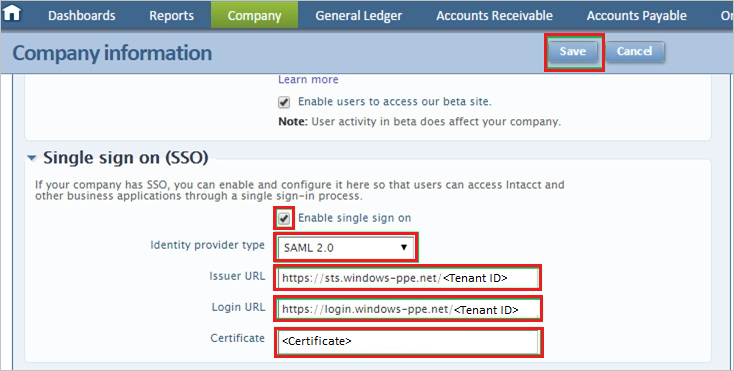 Dashboards Reports Company General Ledger Accounts Receivable Accounts Payable
Company information Save Cancel
Learn more
Enable users to access our beta site.
Note: User activity in beta does affect your company.
Single sign on (SSO)
If your company has SSO, you can enable and configure it here so that users can access Intacct and
other business applications through a single sign-in process.
Enable single sign on
Identity provider type SAML 2.0
Issuer URL https://sts.windows-ppe.net/<Tenant ID>
Login URL https://login.windows-ppe.net/<Tenant ID>
Certificate <Certificate>